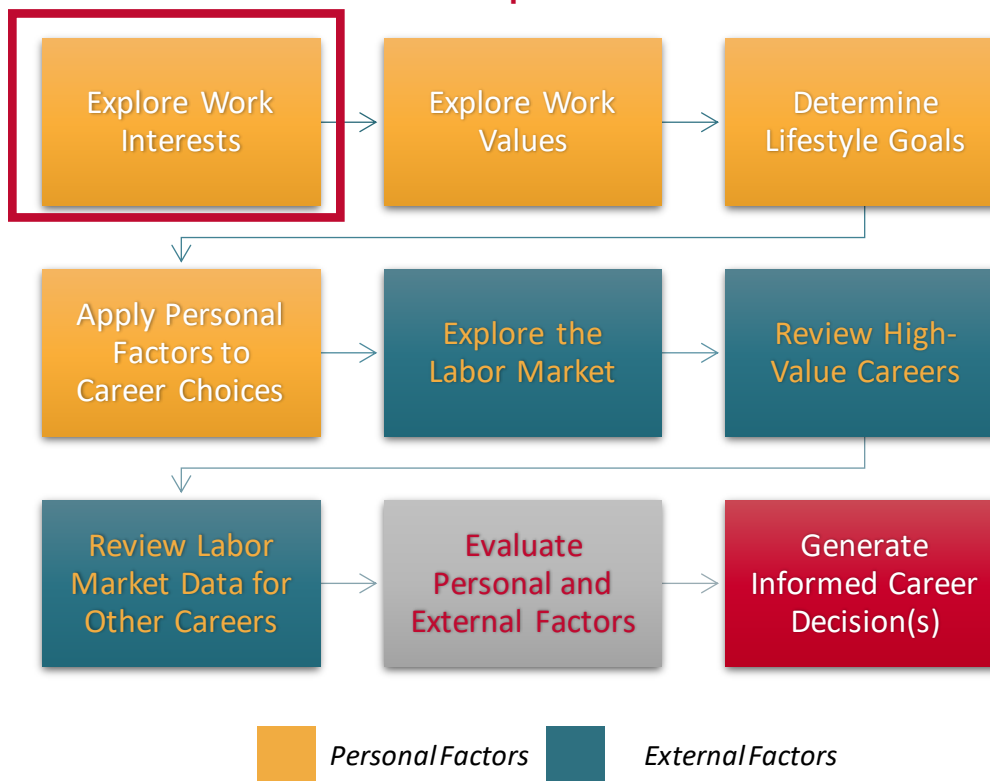 Explore Work
Interests
Explore Work
Values
Determine
Lifestyle Goals
Apply Personal
Factors to
Career Choices
Explore the
Labor Market
Review High-
Value Careers
Review Labor
Market Data for
Other Careers
Evaluate
Personal and
External Factors
Generate
Informed Career
Decision(s)
Personal Factors
External Factors